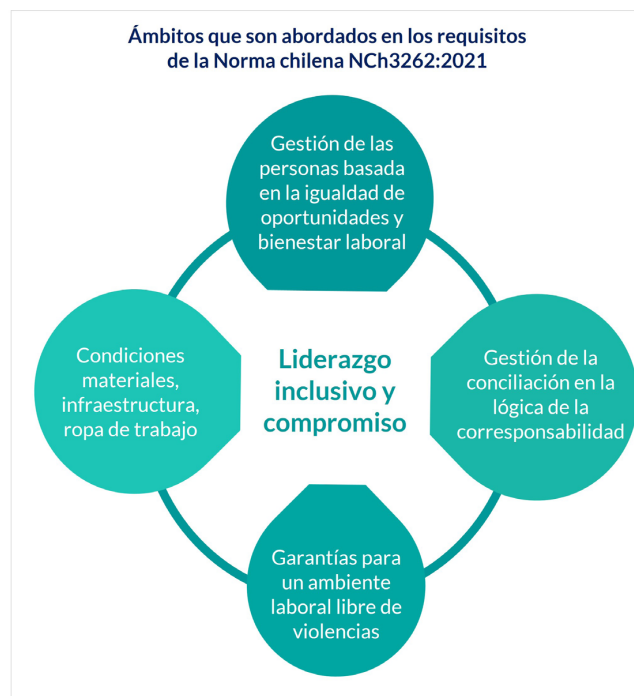 Ámbitos que son abordados en los requisitos
de la Norma chilena NCh3262:2021
Gestión de las
personas basada
en la igualdad de
oportunidades y
bienestar laboral
Condiciones
materiales,
infraestructura,
ropa de trabajo
Liderazgo
inclusivo y
compromiso
Gestión de la
conciliación en la
lógica de la
corresponsabilidad
Garantías para
un ambiente
laboral libre de
violencias